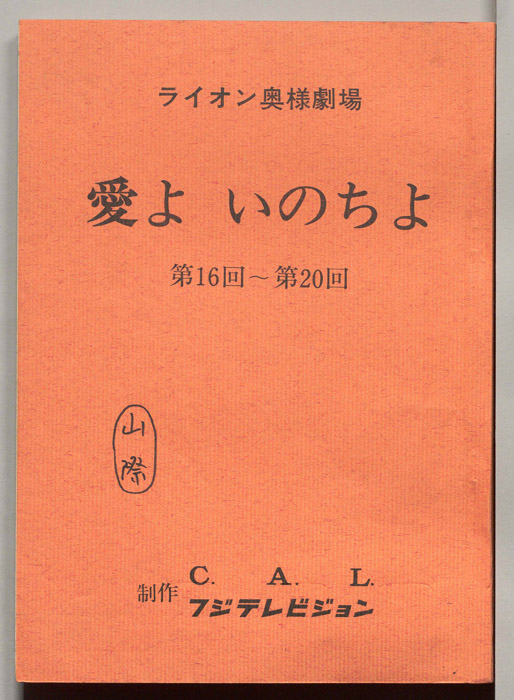 ライオン奥様劇場
愛よ いのちよ
第16回～第20回
山際
制作 C. A. L.
フジテレビジョン